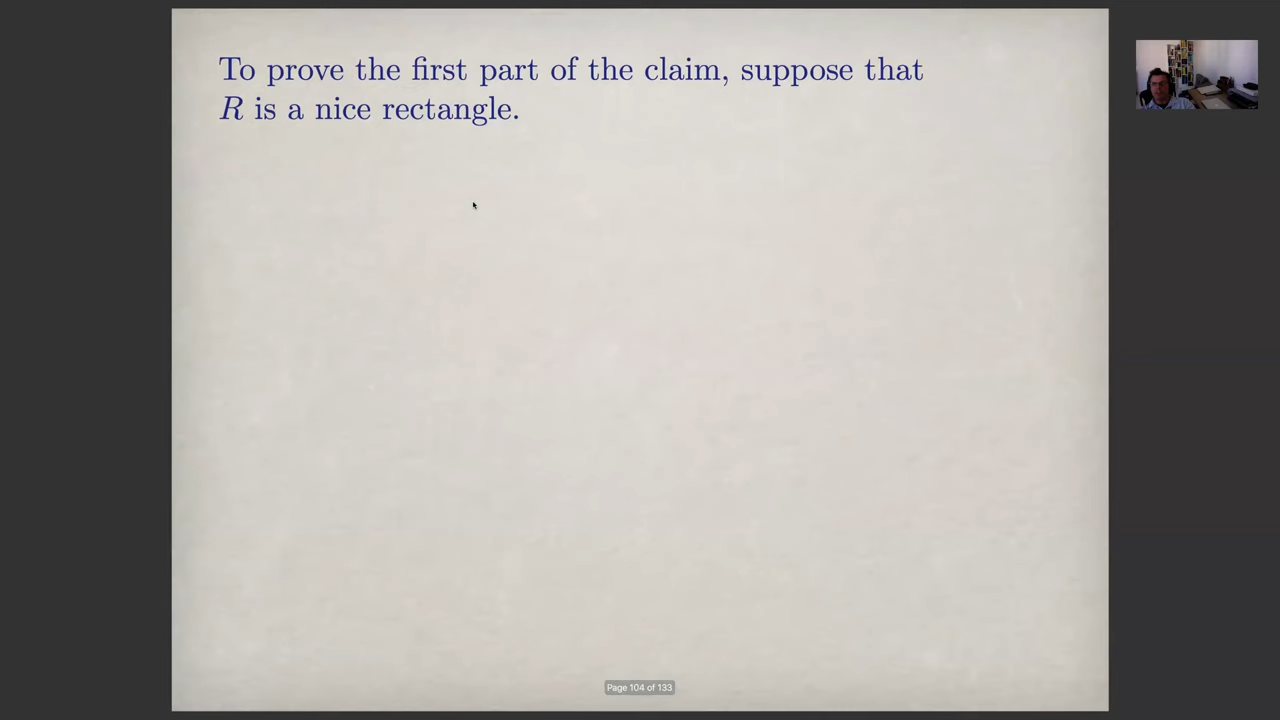 To prove the first part of the claim, suppose that
R is a nice rectangle.
Page 104 of 133